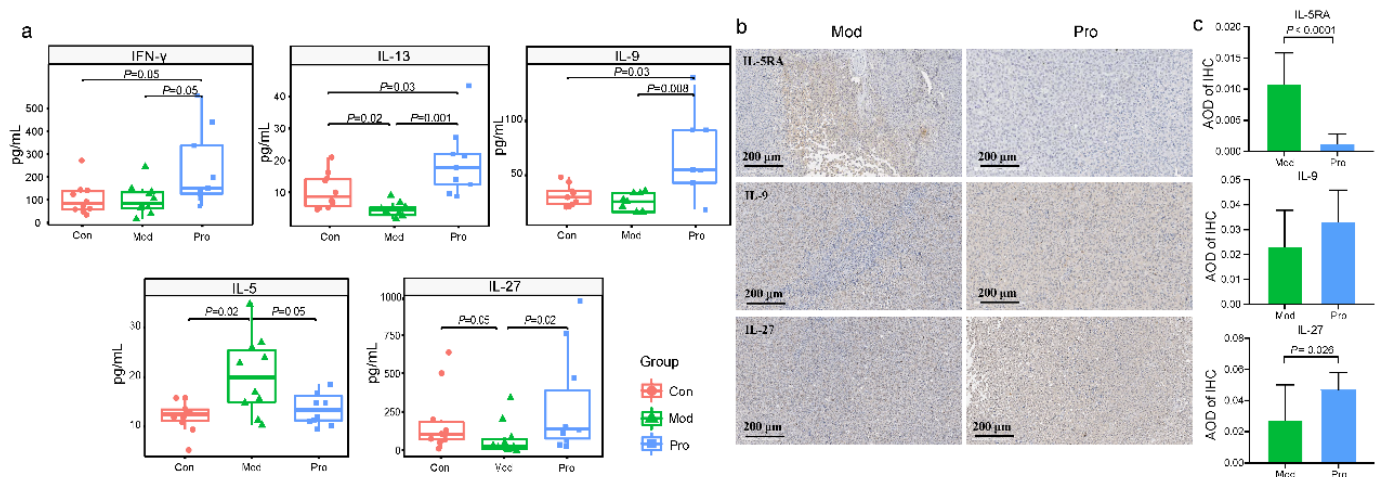 a
IFN-γ
P=0.05
P=0.05
pg/mL
500
400
300
200
100
0
Con
Mod
Pro
IL-13
P=0.03
P=0.02
P=0.001
pg/mL
40
30
20
10
Con
Mod
Pro
IL-9
P=0.03
P=0.008
pg/mL
100
50
Con
Mod
Pro
IL-5
P=0.02
P=0.05
pg/mL
30
20
10
Con
Mod
Pro
IL-27
P=0.05
P=0.02
pg/mL
1000
750
500
250
0
Con
Mod
Pro
Group
Con
Mod
Pro
b
Mod
Pro
IL-5RA
200 μm
200 μm
IL-9
200 μm
200 μm
IL-27
200 μm
200 μm
c
IL-5RA
P < 0.0001
AOD of IHC
0.020
0.015
0.010
0.005
0.000
Mod
Pro
IL-9
AOD of IHC
0.05
0.04
0.03
0.02
0.01
0.00
Mod
Pro
IL-27
P = 0.026
AOD of IHC
0.08
0.06
0.04
0.02
0.00
Mod
Pro